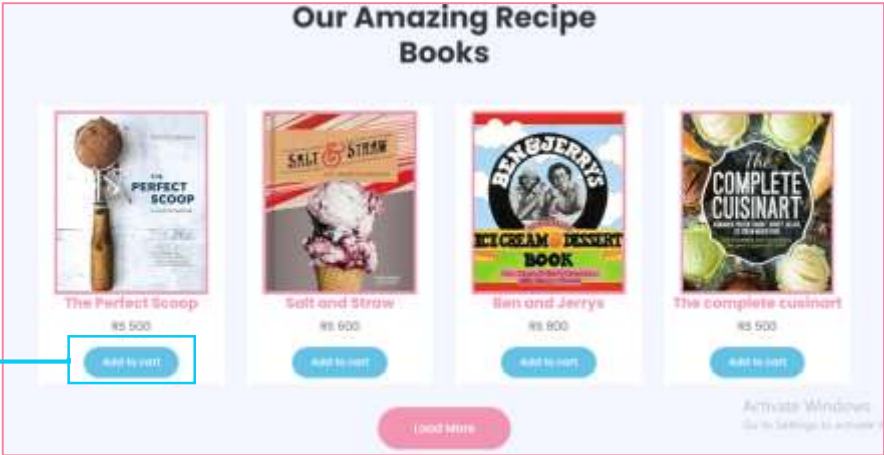 Our Amazing Recipe
Books
THE
PERFECT
SCOOP
SALT & STRAW
BEN & JERRY'S
ICE CREAM & DESSERT
BOOK
The
COMPLETE
CUISINART
The Perfect Scoop
Salt and Straw
Ben and Jerrys
The complete cusinart
RS 500
RS 600
RS 800
RS 500
Add to cart
Add to cart
Add to cart
Add to cart
Load More
Activate Windows
Go to Settings to activate